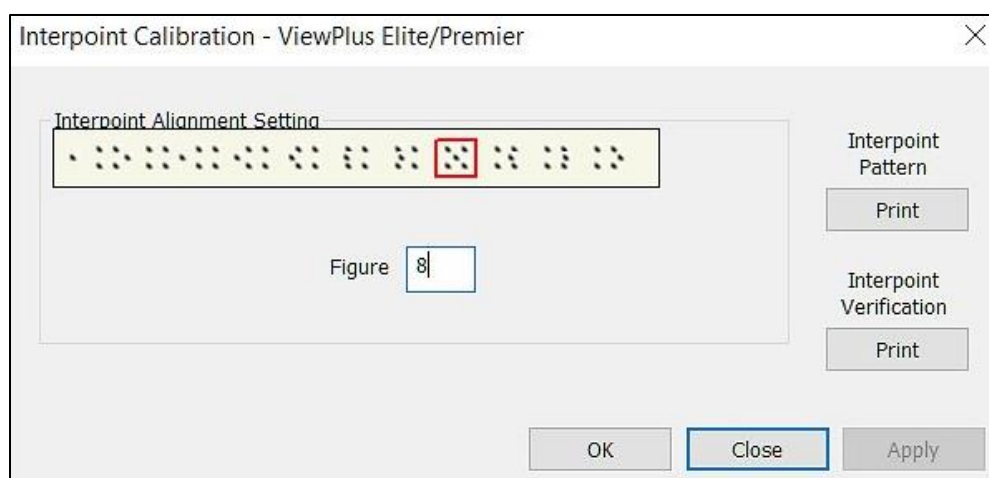 Interpoint Calibration - ViewPlus Elite/Premier
Interpoint Alignment Setting
Figure 8
Interpoint
Pattern
Print
Interpoint
Verification
Print
OK Close Apply